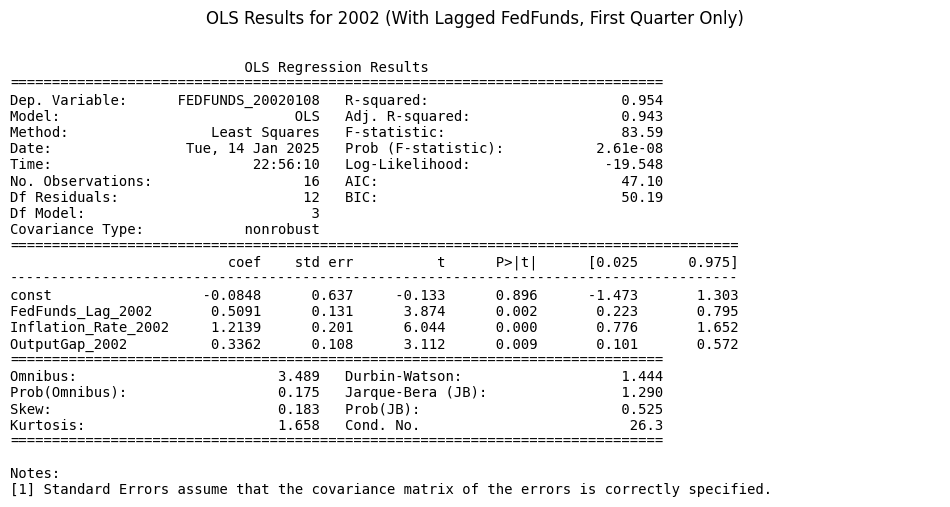 OLS Results for 2002 (With Lagged FedFunds, First Quarter Only)
OLS Regression Results
==============================================================================
Dep. Variable: FEDFUNDS_20020108 R-squared: 0.954
Model: OLS Adj. R-squared: 0.943
Method: Least Squares F-statistic: 83.59
Date: Tue, 14 Jan 2025 Prob (F-statistic): 2.61e-08
Time: 22:56:10 Log-Likelihood: -19.548
No. Observations: 16 AIC: 47.10
Df Residuals: 12 BIC: 50.19
Df Model: 3
Covariance Type: nonrobust
=======================================================================================
coef std err t P>|t| [0.025 0.975]
---------------------------------------------------------------------------------------
const -0.0848 0.637 -0.133 0.896 -1.473 1.303
FedFunds_Lag_2002 0.5091 0.131 3.874 0.002 0.223 0.795
Inflation_Rate_2002 1.2139 0.201 6.044 0.000 0.776 1.652
OutputGap_2002 0.3362 0.108 3.112 0.009 0.101 0.572
==============================================================================
Omnibus: 3.489 Durbin-Watson: 1.444
Prob(Omnibus): 0.175 Jarque-Bera (JB): 1.290
Skew: 0.183 Prob(JB): 0.525
Kurtosis: 1.658 Cond. No. 26.3
==============================================================================
Notes:
[1] Standard Errors assume that the covariance matrix of the errors is correctly specified.